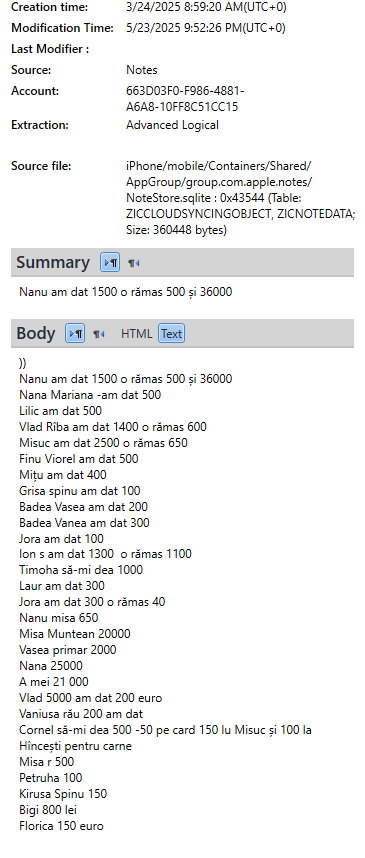 Creation time: 3/24/2025 8:59:20 AM(UTC+0)
Modification Time: 5/23/2025 9:52:26 PM(UTC+0)
Last Modifier :
Source: Notes
Account: 663D03F0-F986-4881-
A6A8-10FF8C51CC15
Extraction: Advanced Logical
Source file: iPhone/mobile/Containers/Shared/
AppGroup/group.com.apple.notes/
NoteStore.sqlite : 0x43544 (Table:
ZICCLOUDSYNCINGOBJECT, ZICNOTEDATA;
Size: 360448 bytes)
Summary
Nanu am dat 1500 o rămas 500 și 36000
Body HTML Text
))
Nanu am dat 1500 o rămas 500 și 36000
Nana Mariana -am dat 500
Lilic am dat 500
Vlad Rîba am dat 1400 o rămas 600
Misuc am dat 2500 o rămas 650
Finu Viorel am dat 500
Mițu am dat 400
Grisa spinu am dat 100
Badea Vasea am dat 200
Badea Vanea am dat 300
Jora am dat 100
Ion s am dat 1300  o rămas 1100
Timoha să-mi dea 1000
Laur am dat 300
Jora am dat 300 o rămas 40
Nanu misa 650
Misa Muntean 20000
Vasea primar 2000
Nana 25000
A mei 21 000
Vlad 5000 am dat 200 euro
Vaniusa rău 200 am dat
Cornel să-mi dea 500 -50 pe card 150 lu Misuc și 100 la
Hîncești pentru carne
Misa r 500
Petruha 100
Kirusa Spinu 150
Bigi 800 lei
Florica 150 euro